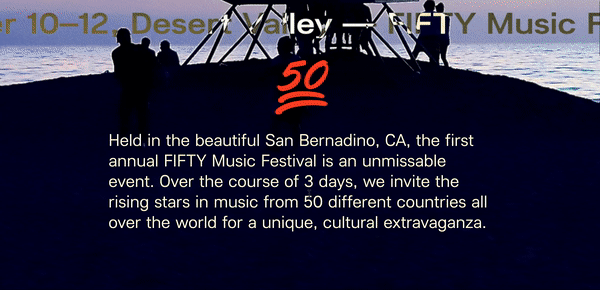 er 10–12, Desert Valley — FIFTY Music F
50
Held in the beautiful San Bernadino, CA, the first
annual FIFTY Music Festival is an unmissable
event. Over the course of 3 days, we invite the
rising stars in music from 50 different countries all
over the world for a unique, cultural extravaganza.